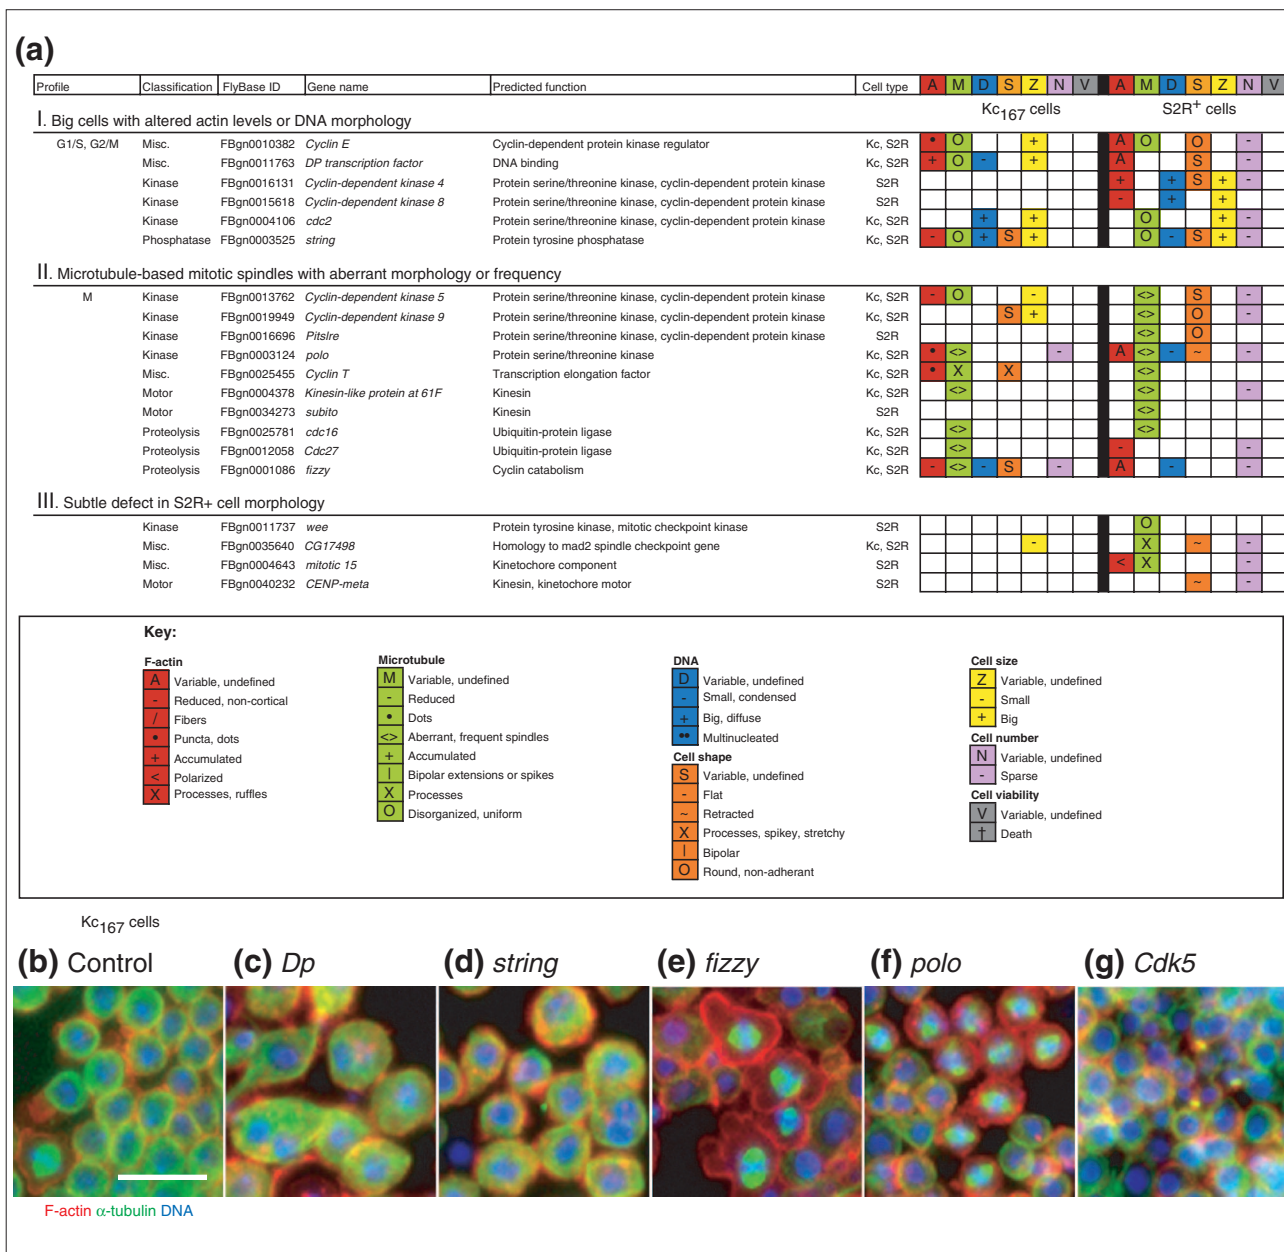 (a)
Profile Classification FlyBase ID Gene name Predicted function Cell type A M D S Z N V A M D S Z N V
Kc167 cells S2R+ cells
I. Big cells with altered actin levels or DNA morphology
G1/S, G2/M Misc. FBgn0010382 Cyclin E Cyclin-dependent protein kinase regulator Kc, S2R • O + A O O -
Misc. FBgn0011763 DP transcription factor DNA binding Kc, S2R + O - + A S -
Kinase FBgn0016131 Cyclin-dependent kinase 4 Protein serine/threonine kinase, cyclin-dependent protein kinase S2R + + S + -
Kinase FBgn0015618 Cyclin-dependent kinase 8 Protein serine/threonine kinase, cyclin-dependent protein kinase S2R - + +
Kinase FBgn0004106 cdc2 Protein serine/threonine kinase, cyclin-dependent protein kinase Kc, S2R + + O + -
Phosphatase FBgn0003525 string Protein tyrosine phosphatase Kc, S2R - O + S + O - S + -
II. Microtubule-based mitotic spindles with aberrant morphology or frequency
M Kinase FBgn0013762 Cyclin-dependent kinase 5 Protein serine/threonine kinase, cyclin-dependent protein kinase Kc, S2R - O - <> S -
Kinase FBgn0019949 Cyclin-dependent kinase 9 Protein serine/threonine kinase, cyclin-dependent protein kinase Kc, S2R S + <> O -
Kinase FBgn0016696 Pitslre Protein serine/threonine kinase, cyclin-dependent protein kinase S2R <> O
Kinase FBgn0003124 polo Protein serine/threonine kinase Kc, S2R • <> - A <> - ~ -
Misc. FBgn0025455 Cyclin T Transcription elongation factor Kc, S2R • X X <>
Motor FBgn0004378 Kinesin-like protein at 61F Kinesin Kc, S2R <> <> -
Motor FBgn0034273 subito Kinesin S2R <>
Proteolysis FBgn0025781 cdc16 Ubiquitin-protein ligase Kc, S2R <> <>
Proteolysis FBgn0012058 Cdc27 Ubiquitin-protein ligase Kc, S2R <> - -
Proteolysis FBgn0001086 fizzy Cyclin catabolism Kc, S2R - <> - S - A - -
III. Subtle defect in S2R+ cell morphology
Kinase FBgn0011737 wee Protein tyrosine kinase, mitotic checkpoint kinase S2R O
Misc. FBgn0035640 CG17498 Homology to mad2 spindle checkpoint gene Kc, S2R - X ~ -
Misc. FBgn0004643 mitotic 15 Kinetochore component S2R < X -
Motor FBgn0040232 CENP-meta Kinesin, kinetochore motor S2R ~ -
Key:
F-actin
A Variable, undefined
- Reduced, non-cortical
/ Fibers
• Puncta, dots
+ Accumulated
< Polarized
X Processes, ruffles
Microtubule
M Variable, undefined
- Reduced
• Dots
<> Aberrant, frequent spindles
+ Accumulated
| Bipolar extensions or spikes
X Processes
O Disorganized, uniform
DNA
D Variable, undefined
- Small, condensed
+ Big, diffuse
•• Multinucleated
Cell shape
S Variable, undefined
- Flat
~ Retracted
X Processes, spikey, stretchy
| Bipolar
O Round, non-adherant
Cell size
Z Variable, undefined
- Small
+ Big
Cell number
N Variable, undefined
- Sparse
Cell viability
V Variable, undefined
† Death
Kc167 cells
(b) Control (c) Dp (d) string (e) fizzy (f) polo (g) Cdk5
F-actin α-tubulin DNA